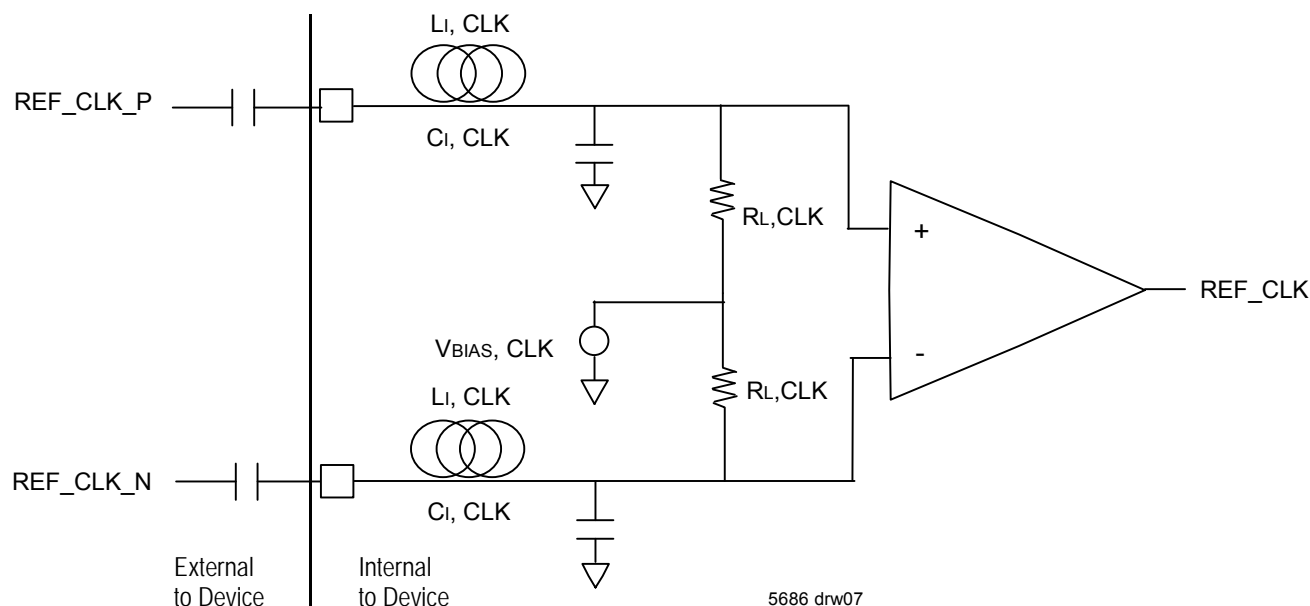 LI, CLK
REF_CLK_P
CI, CLK
RL,CLK
+
REF_CLK
VBIAS, CLK
-
RL,CLK
LI, CLK
REF_CLK_N
CI, CLK
External
to Device
Internal
to Device
5686 drw07